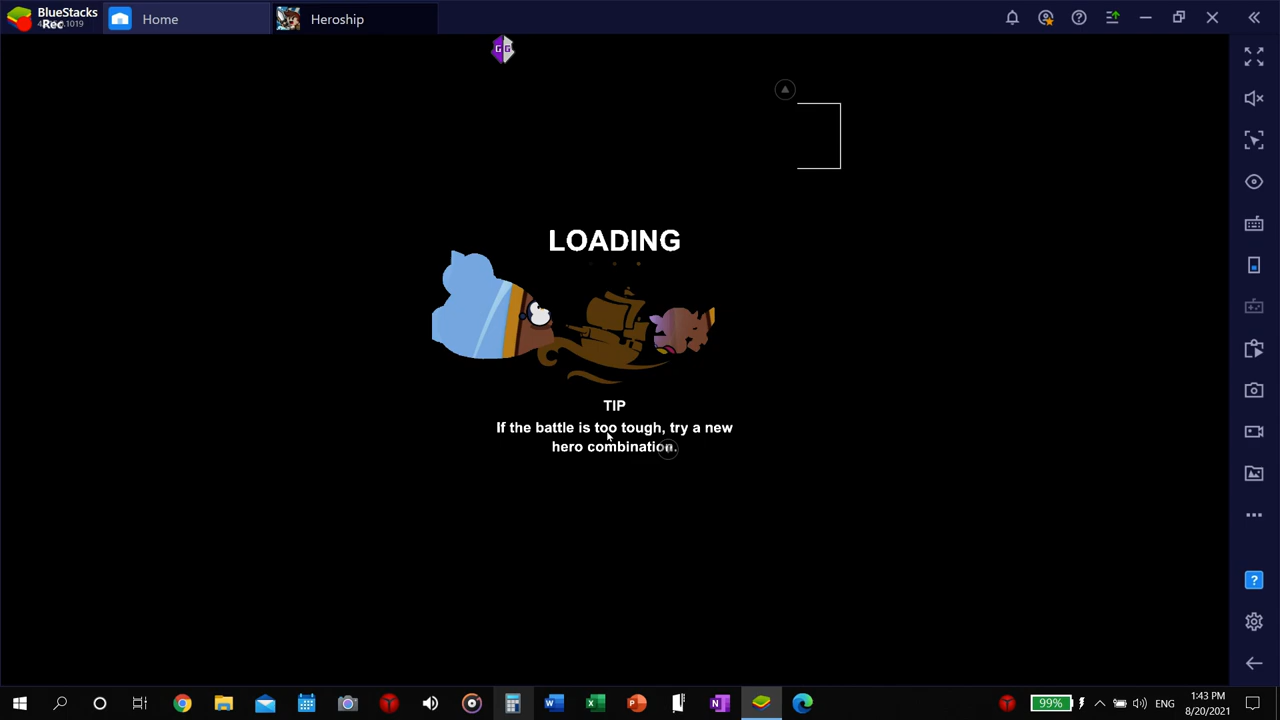 BlueStacks
Rec
Home
Heroship
GG
LOADING
TIP
If the battle is too tough, try a new
hero combination.
99%
ENG
1:43 PM
8/20/2021